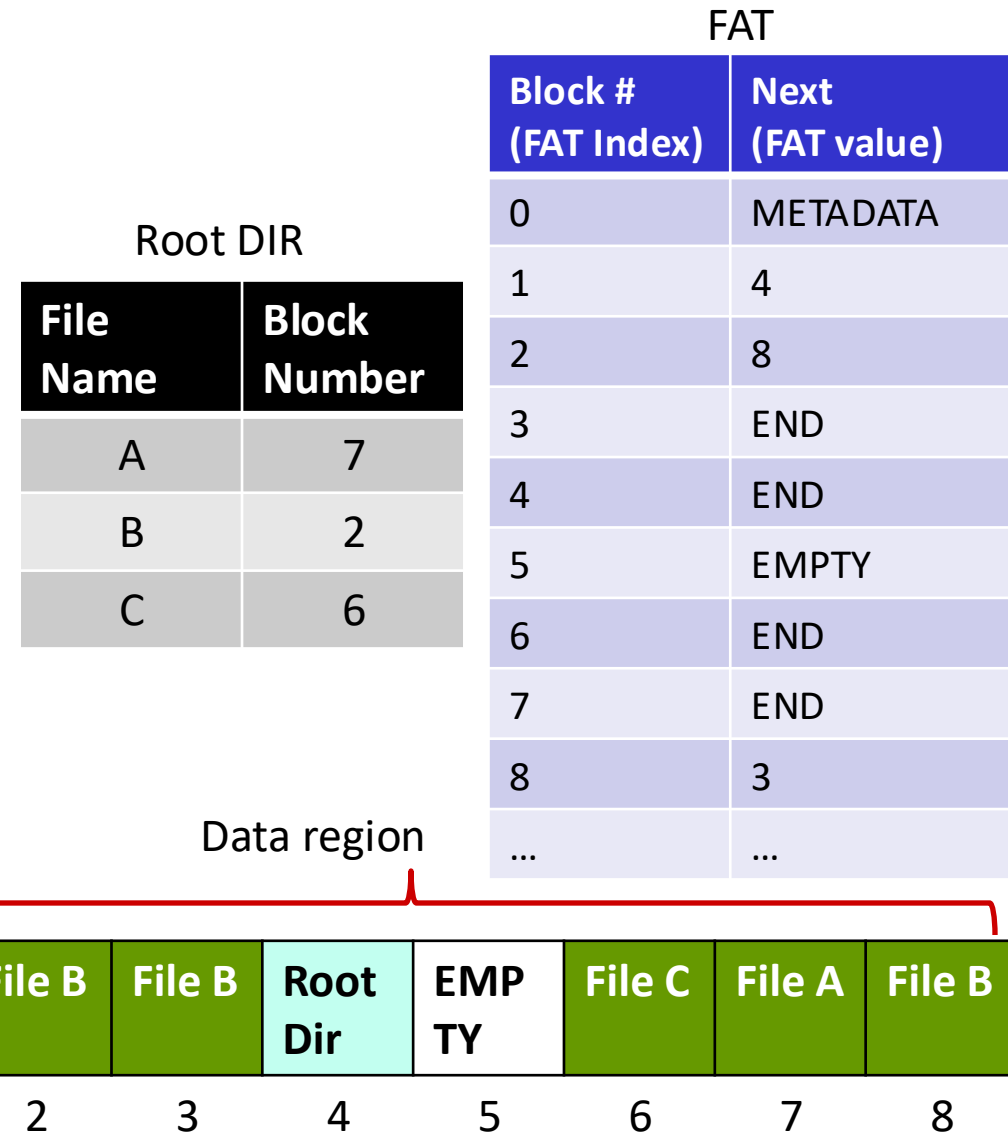 FAT
Block # Next
(FAT Index) (FAT value)
0 METADATA
1 4
2 8
3 END
4 END
5 EMPTY
6 END
7 END
8 3
... ...
Root DIR
File Block
Name Number
A 7
B 2
C 6
Data region
File B File B Root EMP File C File A File B
Dir TY
2 3 4 5 6 7 8